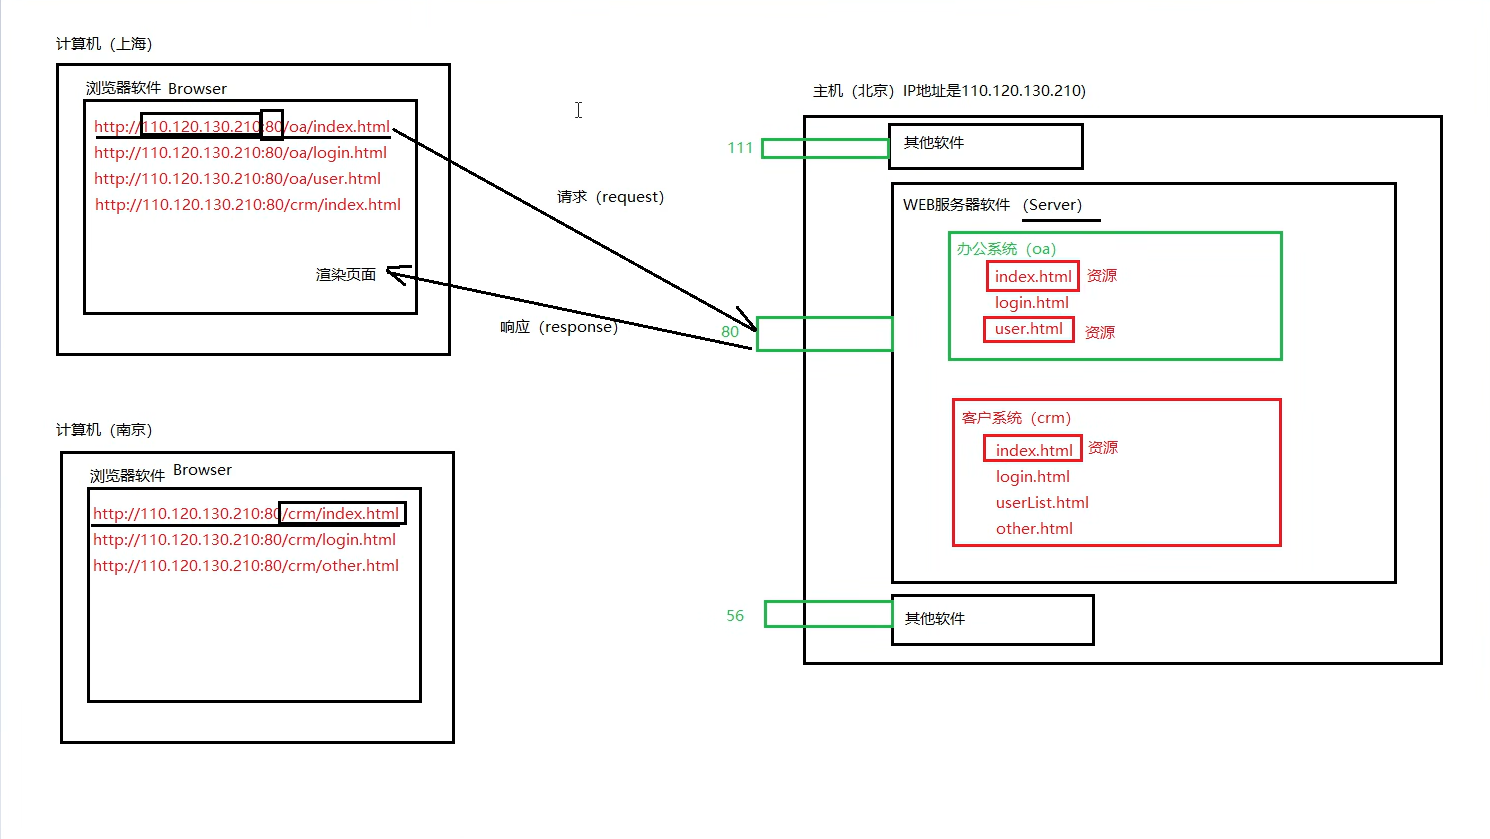 计算机（上海）
浏览器软件 Browser
http://110.120.130.210:80/oa/index.html
http://110.120.130.210:80/oa/login.html
http://110.120.130.210:80/oa/user.html
http://110.120.130.210:80/crm/index.html
渲染页面
请求（request）
响应（response）
计算机（南京）
浏览器软件 Browser
http://110.120.130.210:80/crm/index.html
http://110.120.130.210:80/crm/login.html
http://110.120.130.210:80/crm/other.html
主机（北京）IP地址是110.120.130.210)
111
其他软件
WEB服务器软件 （Server）
办公系统（oa）
index.html 资源
login.html
user.html 资源
80
客户系统（crm）
index.html 资源
login.html
userList.html
other.html
56
其他软件